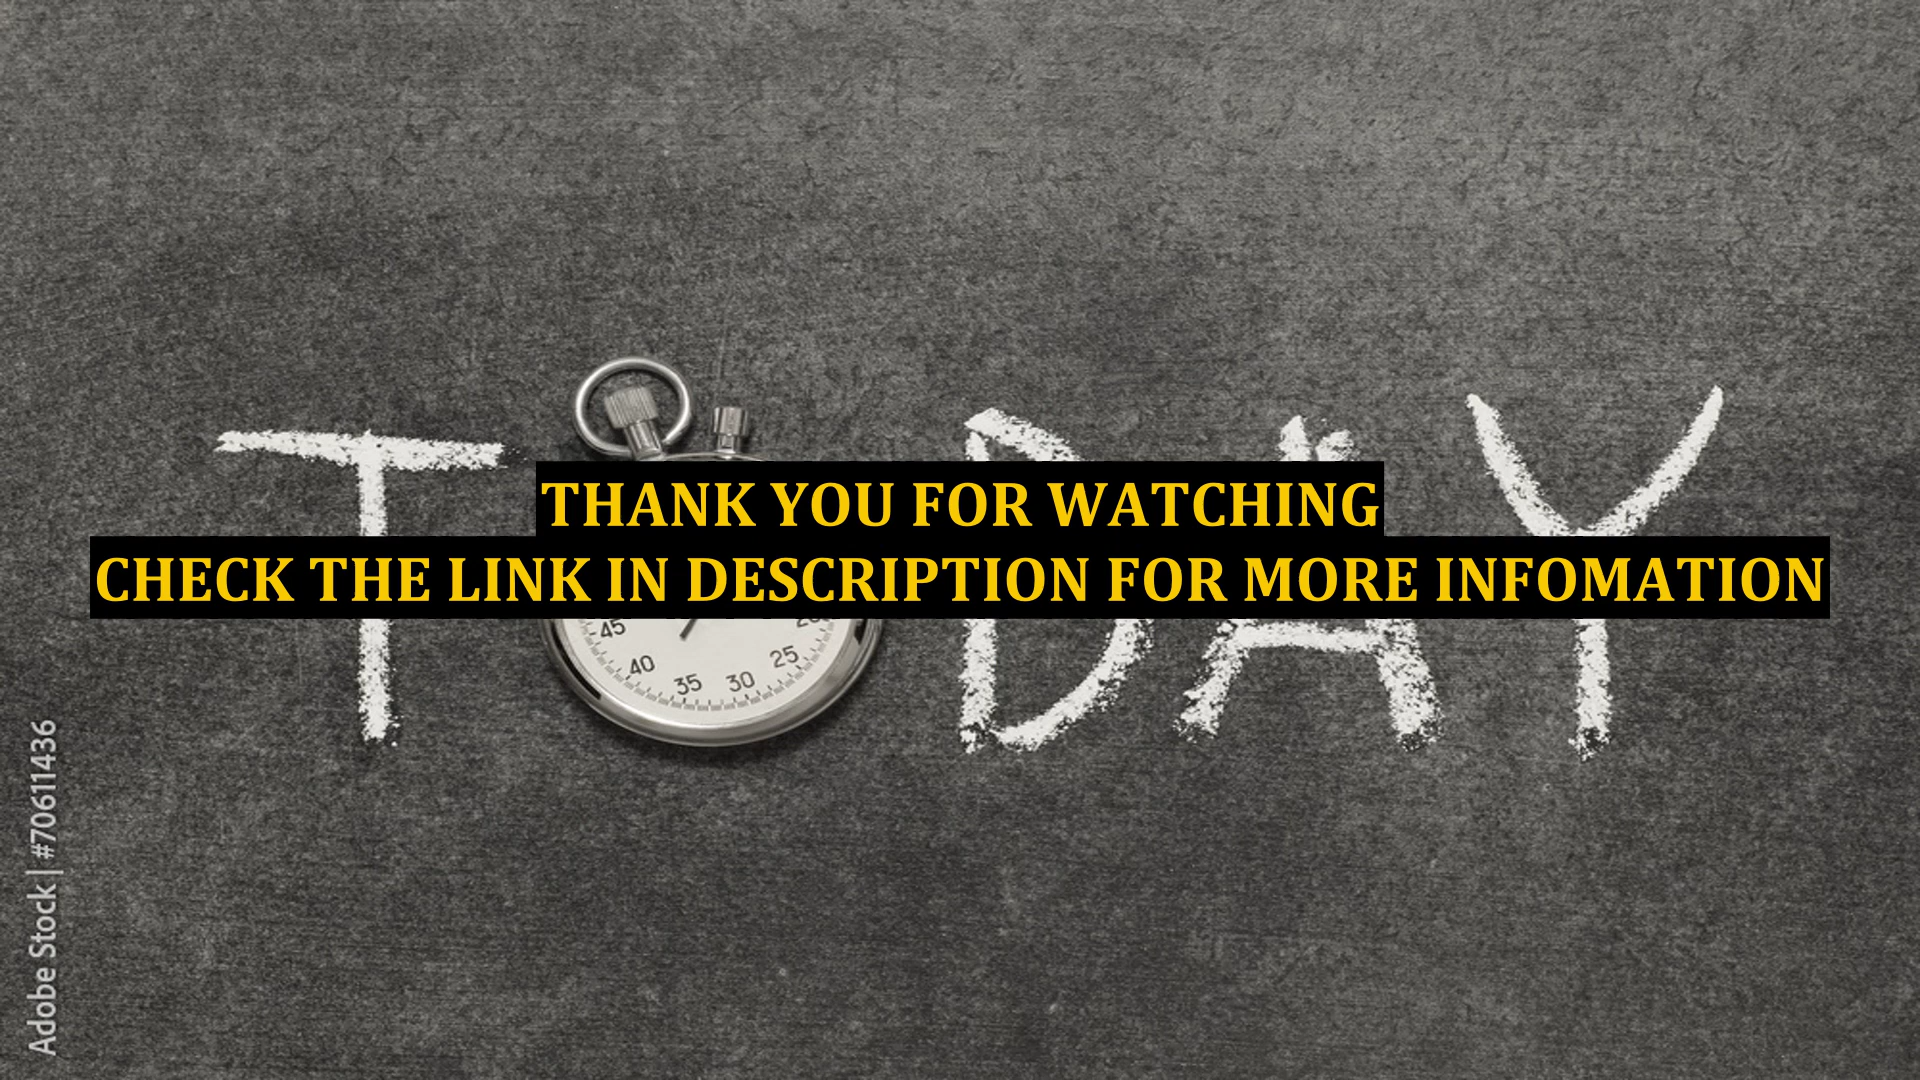 T DAY
THANK YOU FOR WATCHING
CHECK THE LINK IN DESCRIPTION FOR MORE INFOMATION
45
40
35
30
25
Adobe Stock | #70611436